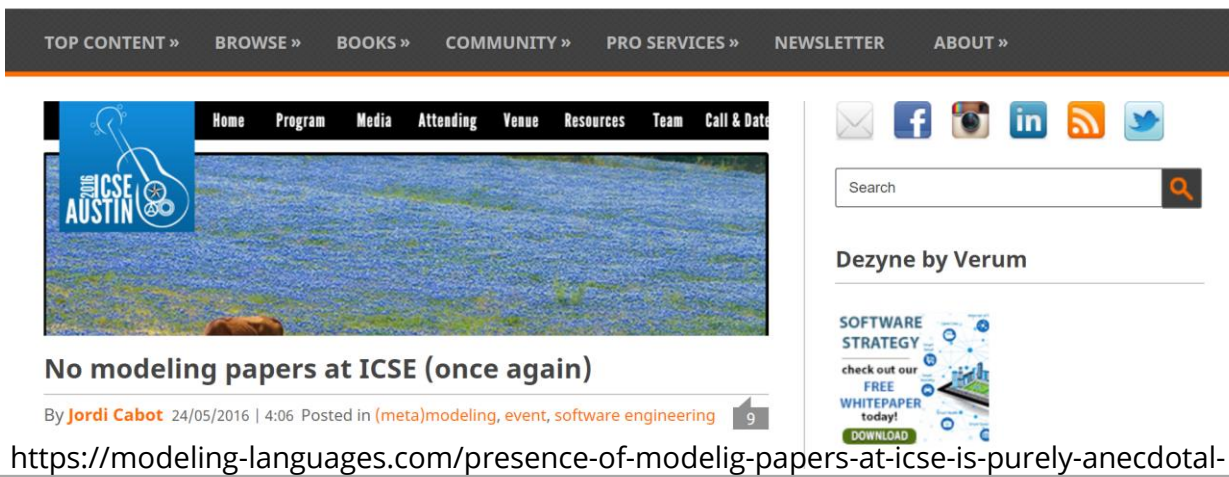 TOP CONTENT » BROWSE » BOOKS » COMMUNITY » PRO SERVICES » NEWSLETTER ABOUT »
Home Program Media Attending Venue Resources Team Call & Date
2016 ICSE
AUSTIN
No modeling papers at ICSE (once again)
By Jordi Cabot 24/05/2016 | 4:06 Posted in (meta)modeling, event, software engineering 9
Search
Dezyne by Verum
SOFTWARE
STRATEGY
check out our
FREE
WHITEPAPER
today!
DOWNLOAD
https://modeling-languages.com/presence-of-modelig-papers-at-icse-is-purely-anecdotal-